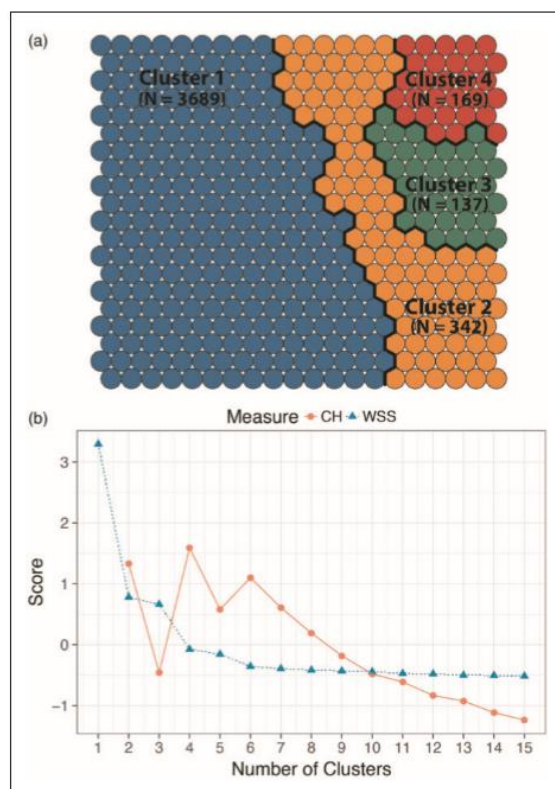 (a)
Cluster 1
(N = 3689)
Cluster 4
(N = 169)
Cluster 3
(N = 137)
Cluster 2
(N = 342)
(b)
Measure CH WSS
3
2
1
0
−1
Score
1 2 3 4 5 6 7 8 9 10 11 12 13 14 15
Number of Clusters